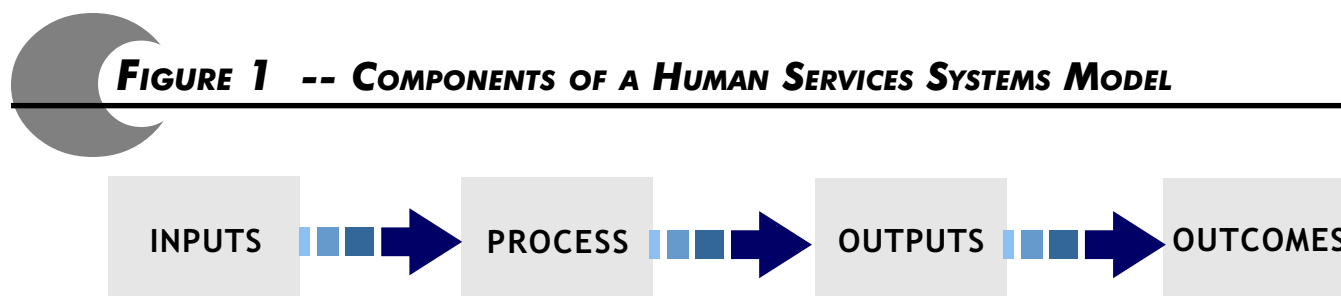 Figure 1 -- Components of a Human Services Systems Model
INPUTS PROCESS OUTPUTS OUTCOMES